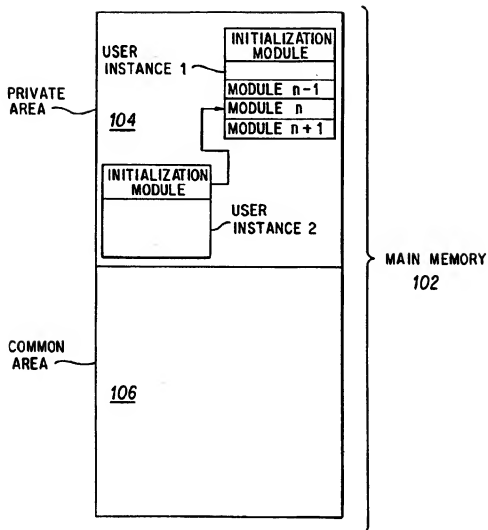 INITIALIZATION
MODULE
USER
INSTANCE 1
MODULE n-1
MODULE n
MODULE n+1
PRIVATE
AREA
104
INITIALIZATION
MODULE
USER
INSTANCE 2
MAIN MEMORY
102
COMMON
AREA
106